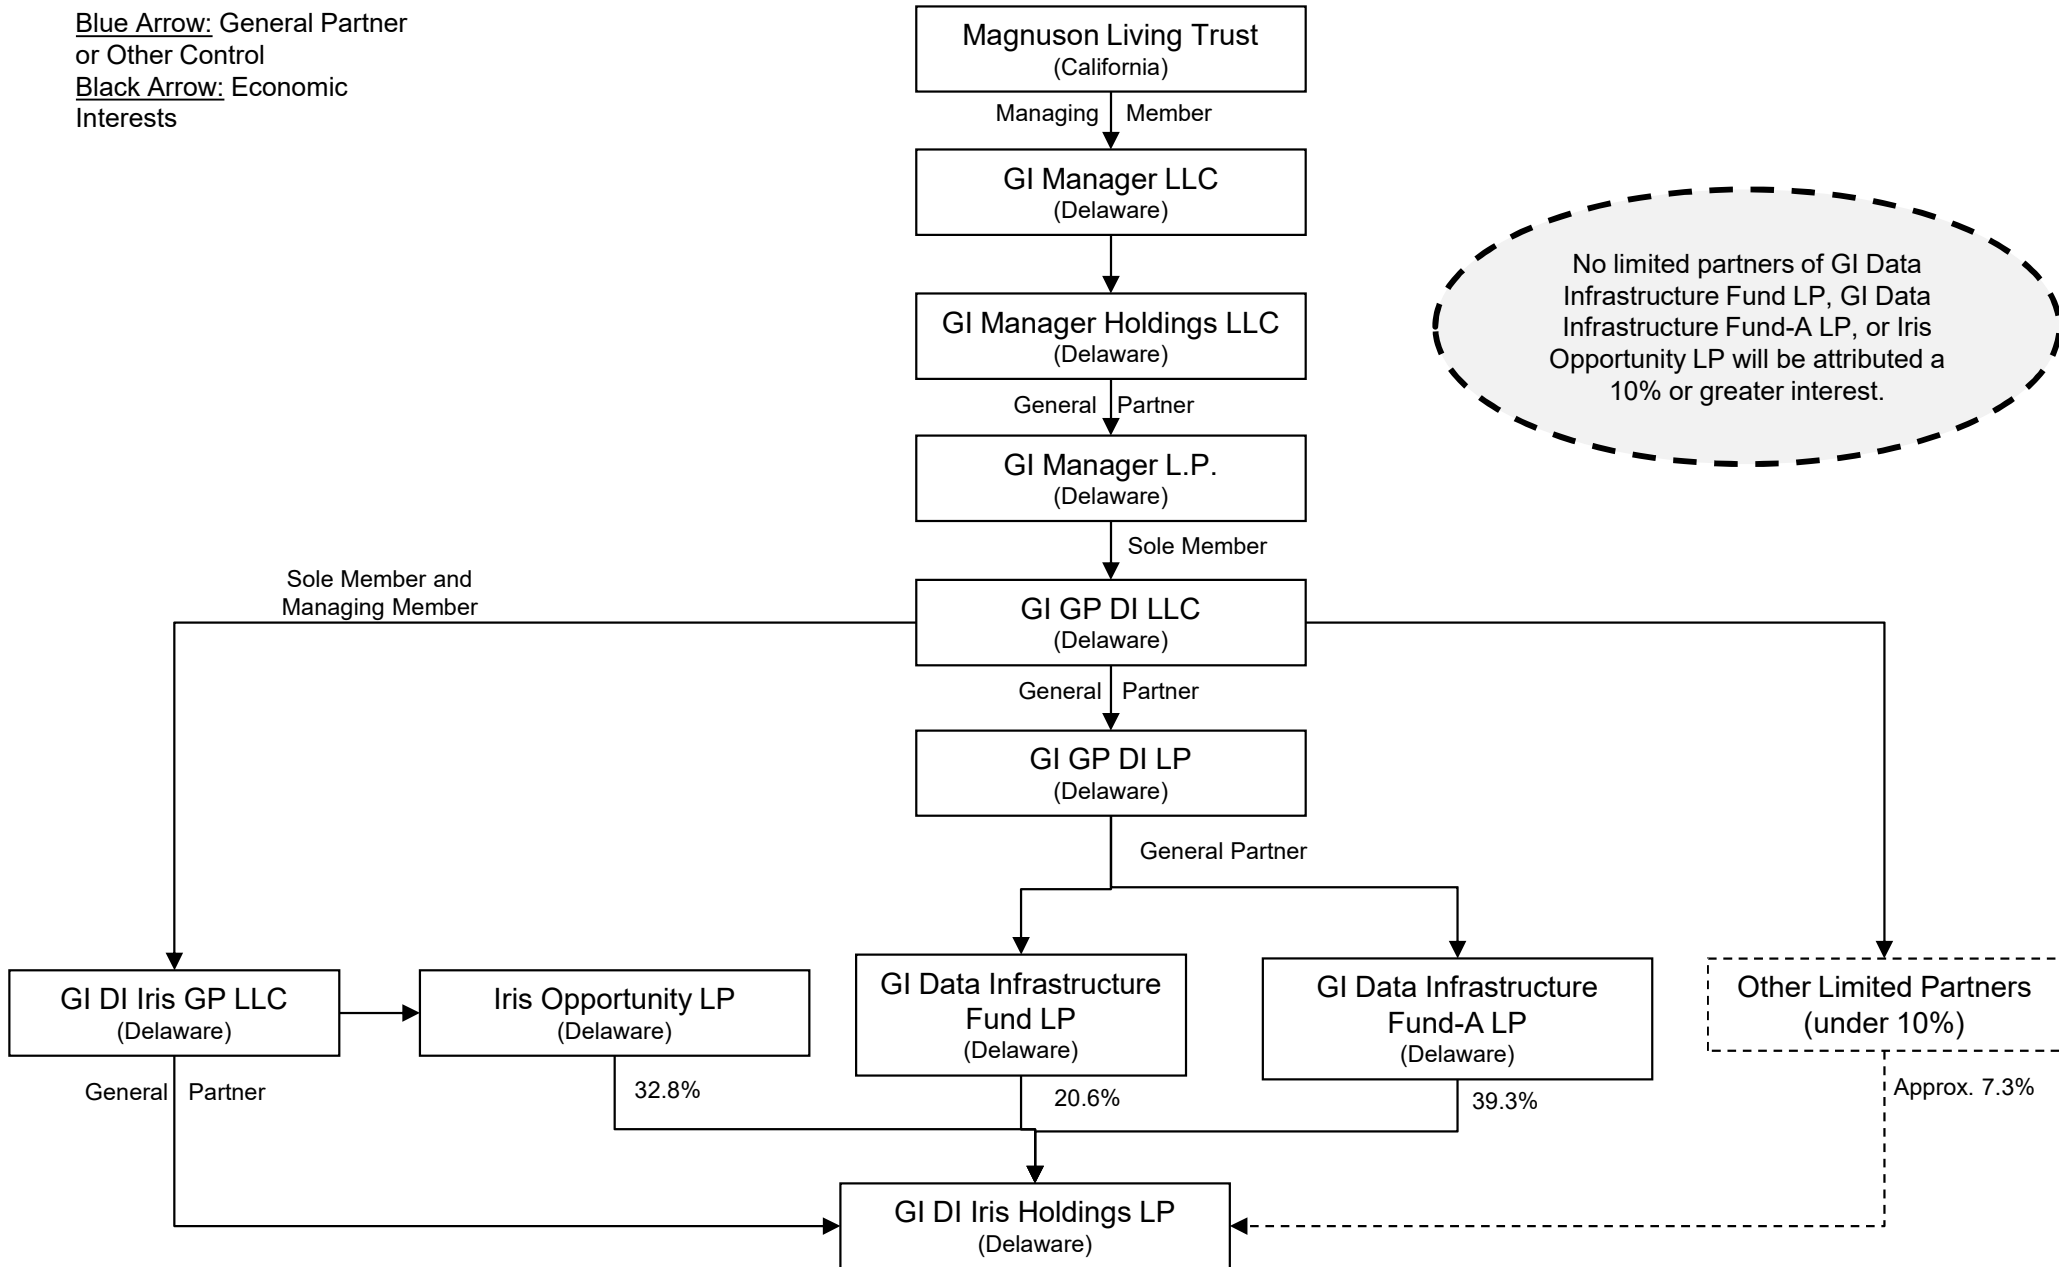 Blue Arrow: General Partner
or Other Control
Black Arrow: Economic
Interests
Magnuson Living Trust
(California)
Managing Member
GI Manager LLC
(Delaware)
GI Manager Holdings LLC
(Delaware)
General Partner
GI Manager L.P.
(Delaware)
Sole Member
No limited partners of GI Data
Infrastructure Fund LP, GI Data
Infrastructure Fund-A LP, or Iris
Opportunity LP will be attributed a
10% or greater interest.
Sole Member and
Managing Member
GI GP DI LLC
(Delaware)
General Partner
GI GP DI LP
(Delaware)
General Partner
GI DI Iris GP LLC
(Delaware)
Iris Opportunity LP
(Delaware)
GI Data Infrastructure
Fund LP
(Delaware)
GI Data Infrastructure
Fund-A LP
(Delaware)
Other Limited Partners
(under 10%)
General Partner
32.8%
20.6%
39.3%
Approx. 7.3%
GI DI Iris Holdings LP
(Delaware)